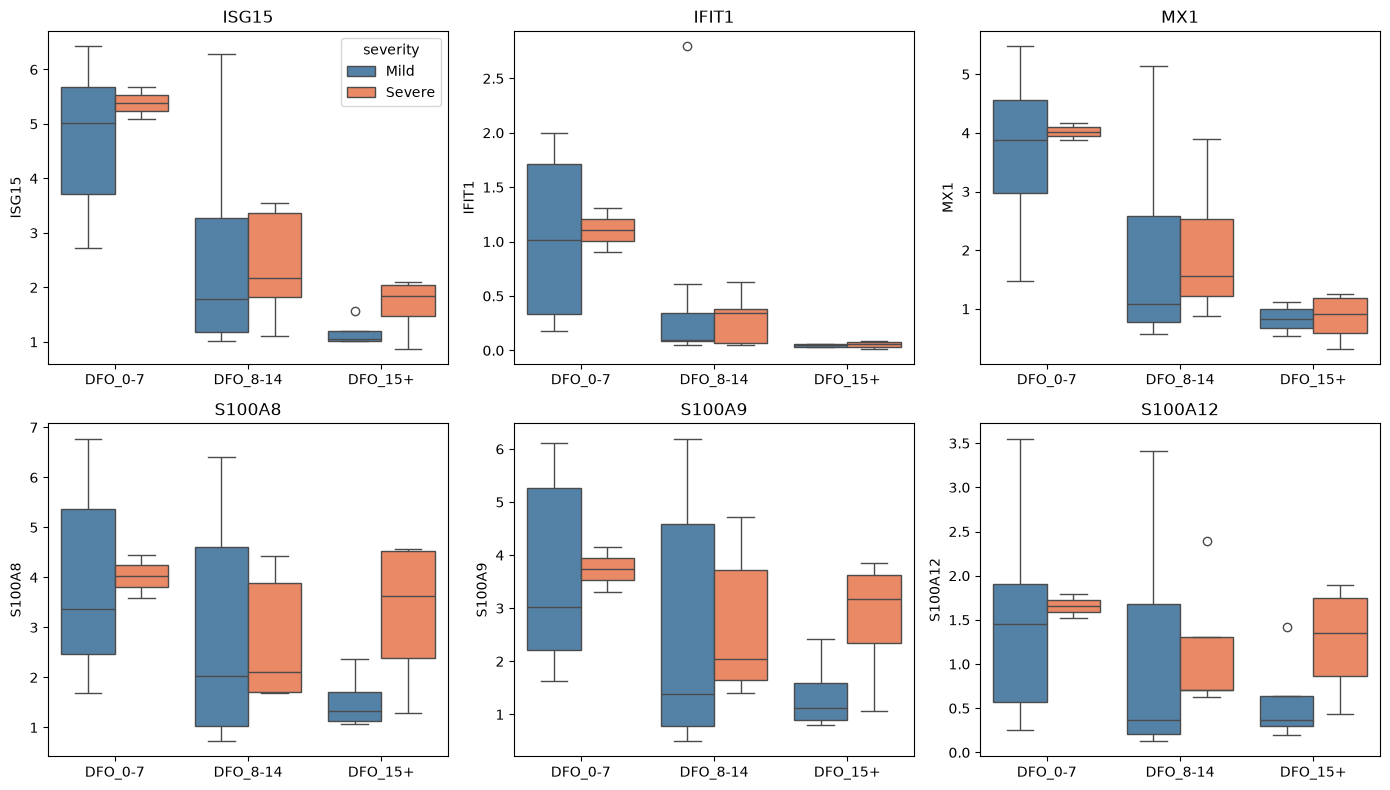 ISG15
IFIT1
MX1
severity
Mild
Severe
ISG15
6
5
4
3
2
1
DFO_0-7
DFO_8-14
DFO_15+
IFIT1
2.5
2.0
1.5
1.0
0.5
0.0
DFO_0-7
DFO_8-14
DFO_15+
MX1
5
4
3
2
1
DFO_0-7
DFO_8-14
DFO_15+
S100A8
S100A9
S100A12
S100A8
7
6
5
4
3
2
1
DFO_0-7
DFO_8-14
DFO_15+
S100A9
6
5
4
3
2
1
DFO_0-7
DFO_8-14
DFO_15+
S100A12
3.5
3.0
2.5
2.0
1.5
1.0
0.5
0.0
DFO_0-7
DFO_8-14
DFO_15+